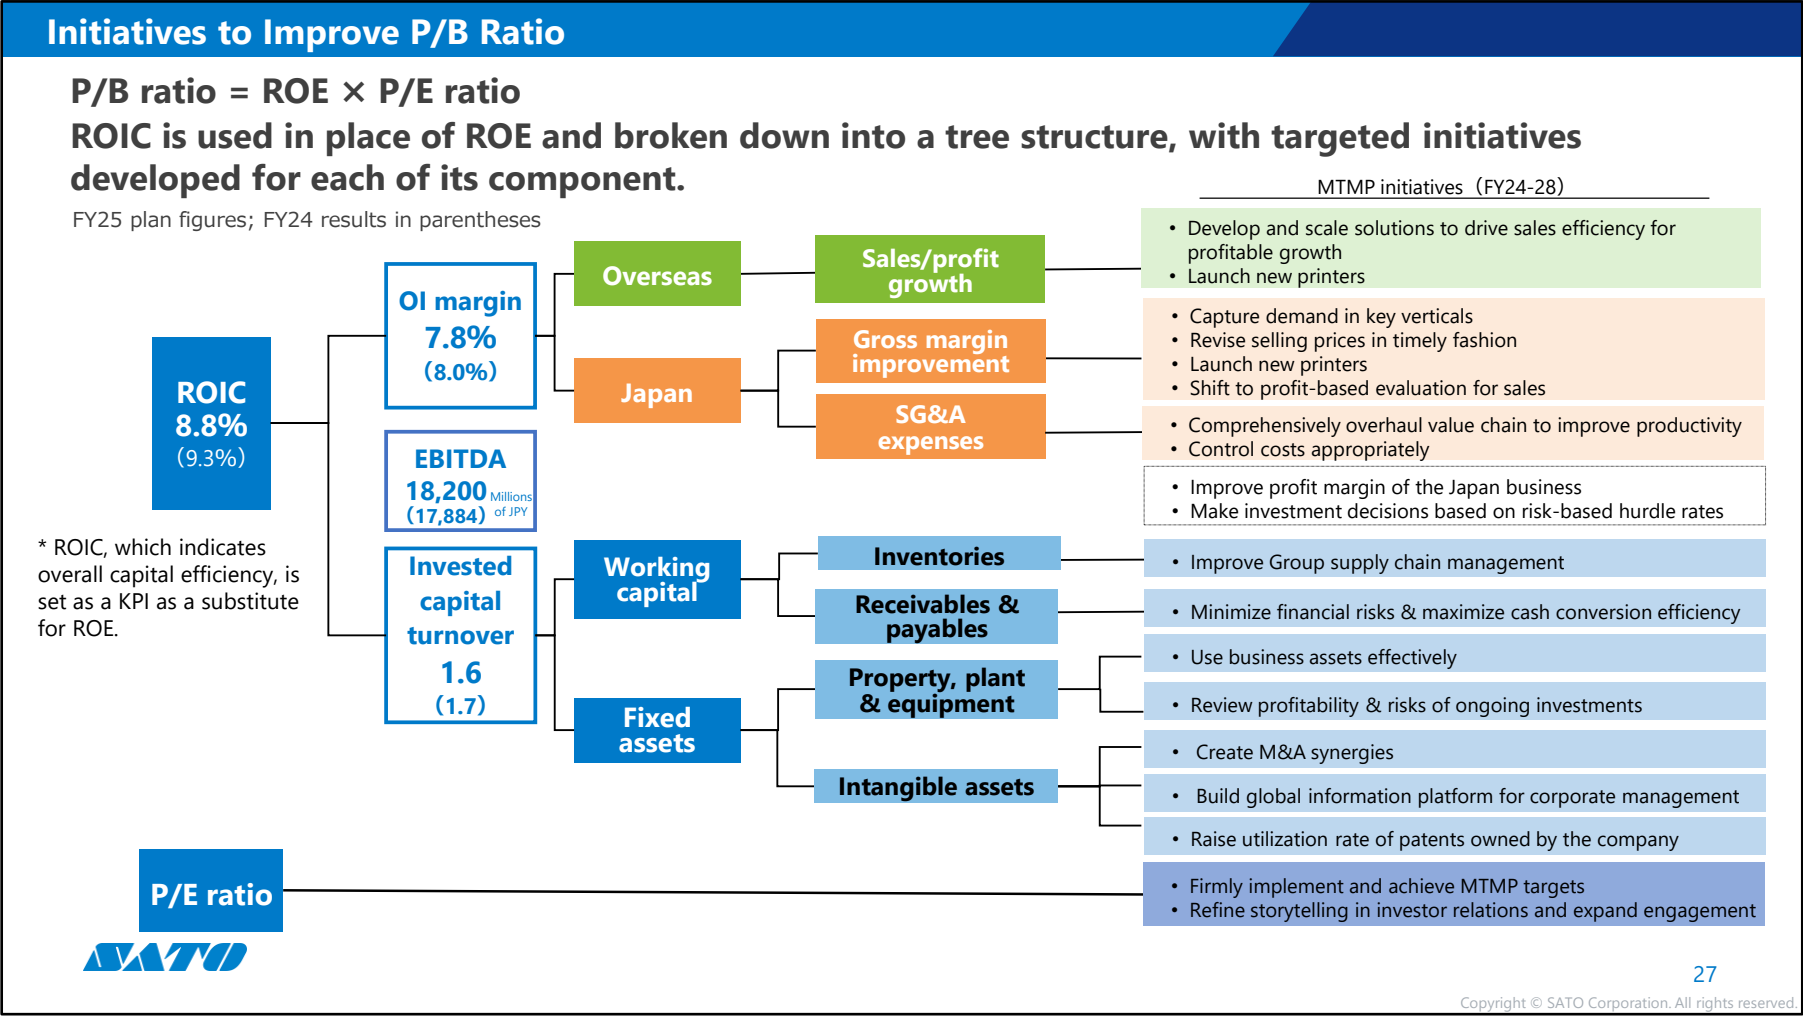 Initiatives to Improve P/B Ratio
P/B ratio = ROE × P/E ratio
ROIC is used in place of ROE and broken down into a tree structure, with targeted initiatives
developed for each of its component.
FY25 plan figures; FY24 results in parentheses
MTMP initiatives（FY24-28）
ROIC
8.8%
（9.3%）
* ROIC, which indicates
overall capital efficiency, is
set as a KPI as a substitute
for ROE.
OI margin
7.8%
（8.0%）
EBITDA
18,200 Millions
（17,884） of JPY
Invested
capital
turnover
1.6
（1.7）
Overseas
Japan
Working
capital
Fixed
assets
Sales/profit
growth
Gross margin
improvement
SG&A
expenses
Inventories
Receivables &
payables
Property, plant
& equipment
Intangible assets
• Develop and scale solutions to drive sales efficiency for
profitable growth
• Launch new printers
• Capture demand in key verticals
• Revise selling prices in timely fashion
• Launch new printers
• Shift to profit-based evaluation for sales
• Comprehensively overhaul value chain to improve productivity
• Control costs appropriately
• Improve profit margin of the Japan business
• Make investment decisions based on risk-based hurdle rates
• Improve Group supply chain management
• Minimize financial risks & maximize cash conversion efficiency
• Use business assets effectively
• Review profitability & risks of ongoing investments
• Create M&A synergies
• Build global information platform for corporate management
• Raise utilization rate of patents owned by the company
P/E ratio
• Firmly implement and achieve MTMP targets
• Refine storytelling in investor relations and expand engagement
SATO
27
Copyright © SATO Corporation. All rights reserved.